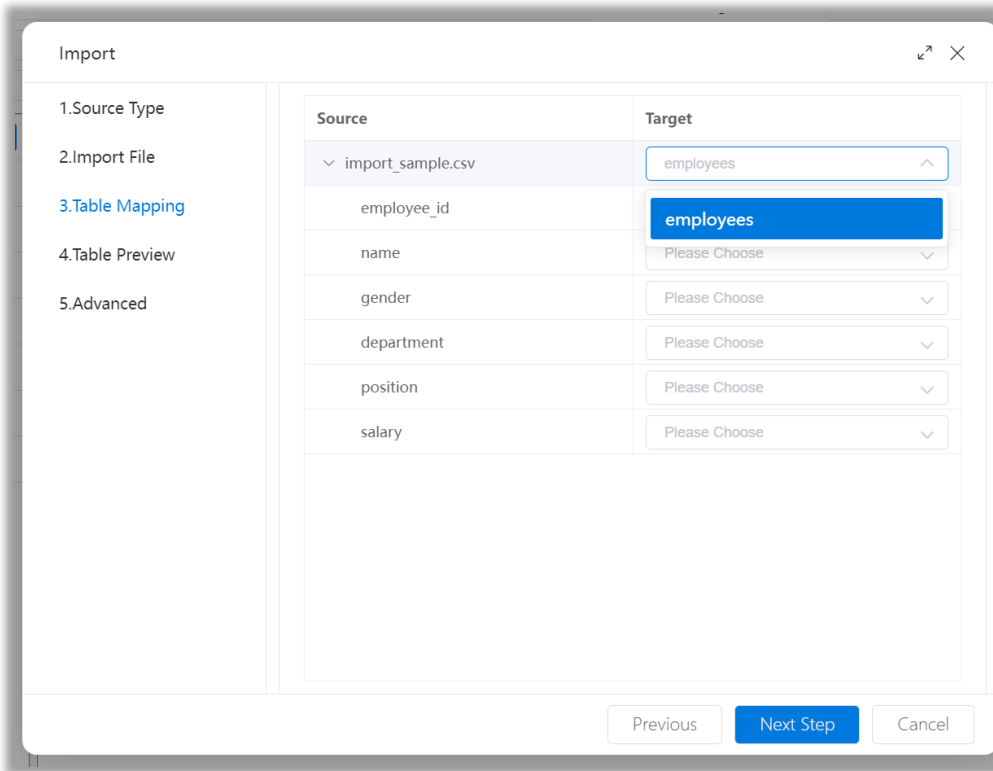 Import
1.Source Type
2.Import File
3.Table Mapping
4.Table Preview
5.Advanced
Source Target
import_sample.csv employees
employee_id employees
name Please Choose
gender Please Choose
department Please Choose
position Please Choose
salary Please Choose
Previous Next Step Cancel